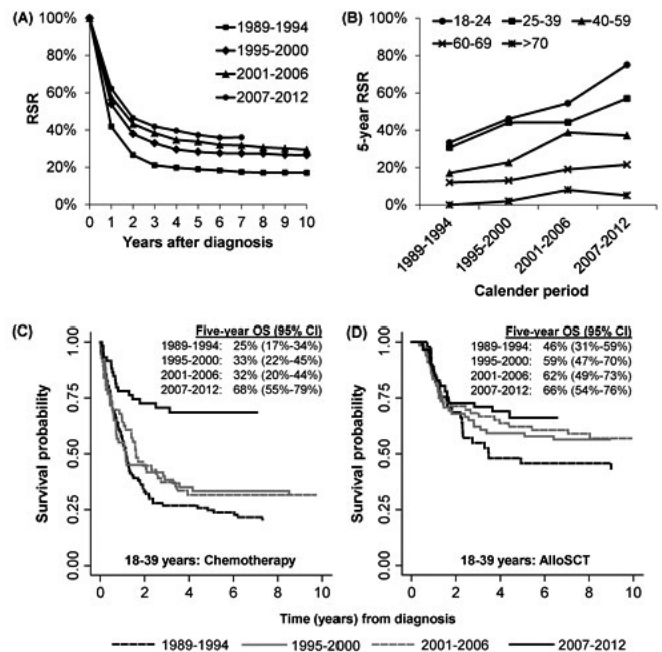 (A)
100%
80%
60%
40%
20%
0%
RSR
0 1 2 3 4 5 6 7 8 9 10
Years after diagnosis
1989-1994
1995-2000
2001-2006
2007-2012
(B)
18-24 25-39 40-59
60-69 >70
100%
80%
60%
40%
20%
0%
5-year RSR
1989-1994
1995-2000
2001-2006
2007-2012
Calender period
(C)
Five-year OS (95% CI)
1989-1994: 25% (17%-34%)
1995-2000: 33% (22%-45%)
2001-2006: 32% (20%-44%)
2007-2012: 68% (55%-79%)
1.00
0.75
0.50
0.25
0.00
Survival probability
18-39 years: Chemotherapy
0 2 4 6 8 10
(D)
Five-year OS (95% CI)
1989-1994: 46% (31%-59%)
1995-2000: 59% (47%-70%)
2001-2006: 62% (49%-73%)
2007-2012: 66% (54%-76%)
1.00
0.75
0.50
0.25
0.00
Survival probability
18-39 years: AlloSCT
0 2 4 6 8 10
Time (years) from diagnosis
1989-1994 1995-2000 2001-2006 2007-2012